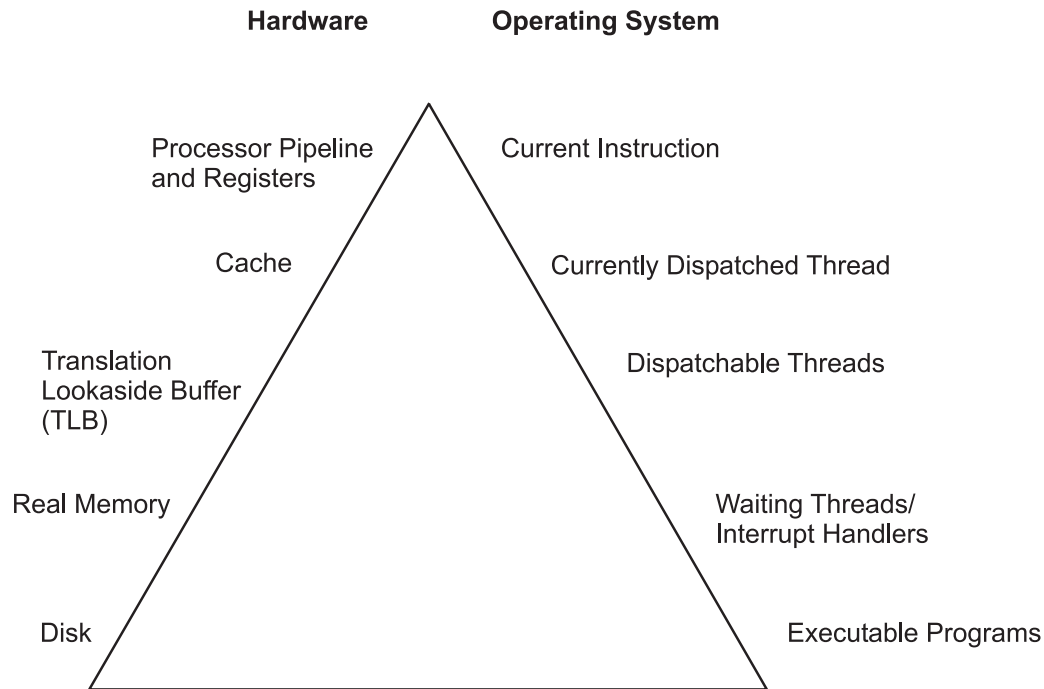 Hardware
Operating System
Processor Pipeline
and Registers
Current Instruction
Cache
Currently Dispatched Thread
Translation
Lookaside Buffer
(TLB)
Dispatchable Threads
Real Memory
Waiting Threads/
Interrupt Handlers
Disk
Executable Programs